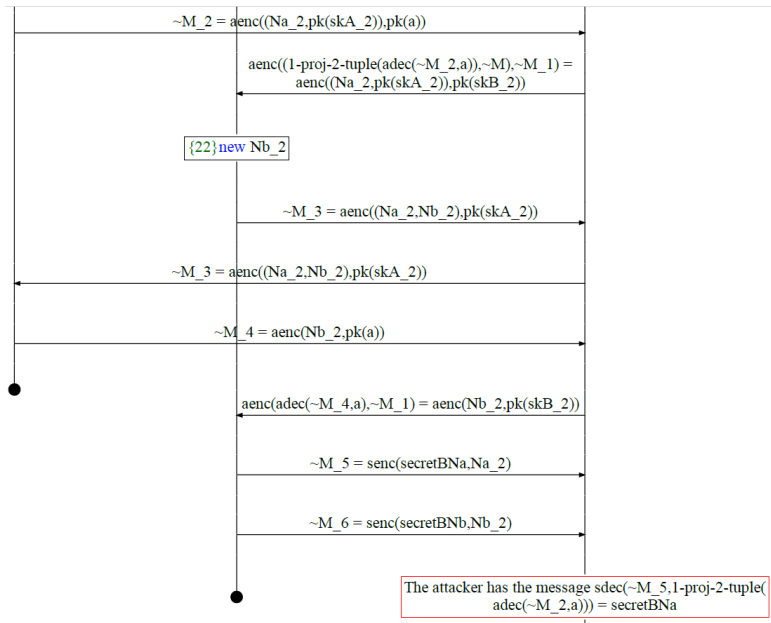 ~M_2 = aenc((Na_2,pk(skA_2)),pk(a))
aenc((1-proj-2-tuple(adec(~M_2,a)),~M),~M_1) =
aenc((Na_2,pk(skA_2)),pk(skB_2))
{22}new Nb_2
~M_3 = aenc((Na_2,Nb_2),pk(skA_2))
~M_3 = aenc((Na_2,Nb_2),pk(skA_2))
~M_4 = aenc(Nb_2,pk(a))
aenc(adec(~M_4,a),~M_1) = aenc(Nb_2,pk(skB_2))
~M_5 = senc(secretBNa,Na_2)
~M_6 = senc(secretBNb,Nb_2)
The attacker has the message sdec(~M_5,1-proj-2-tuple(
adec(~M_2,a))) = secretBNa